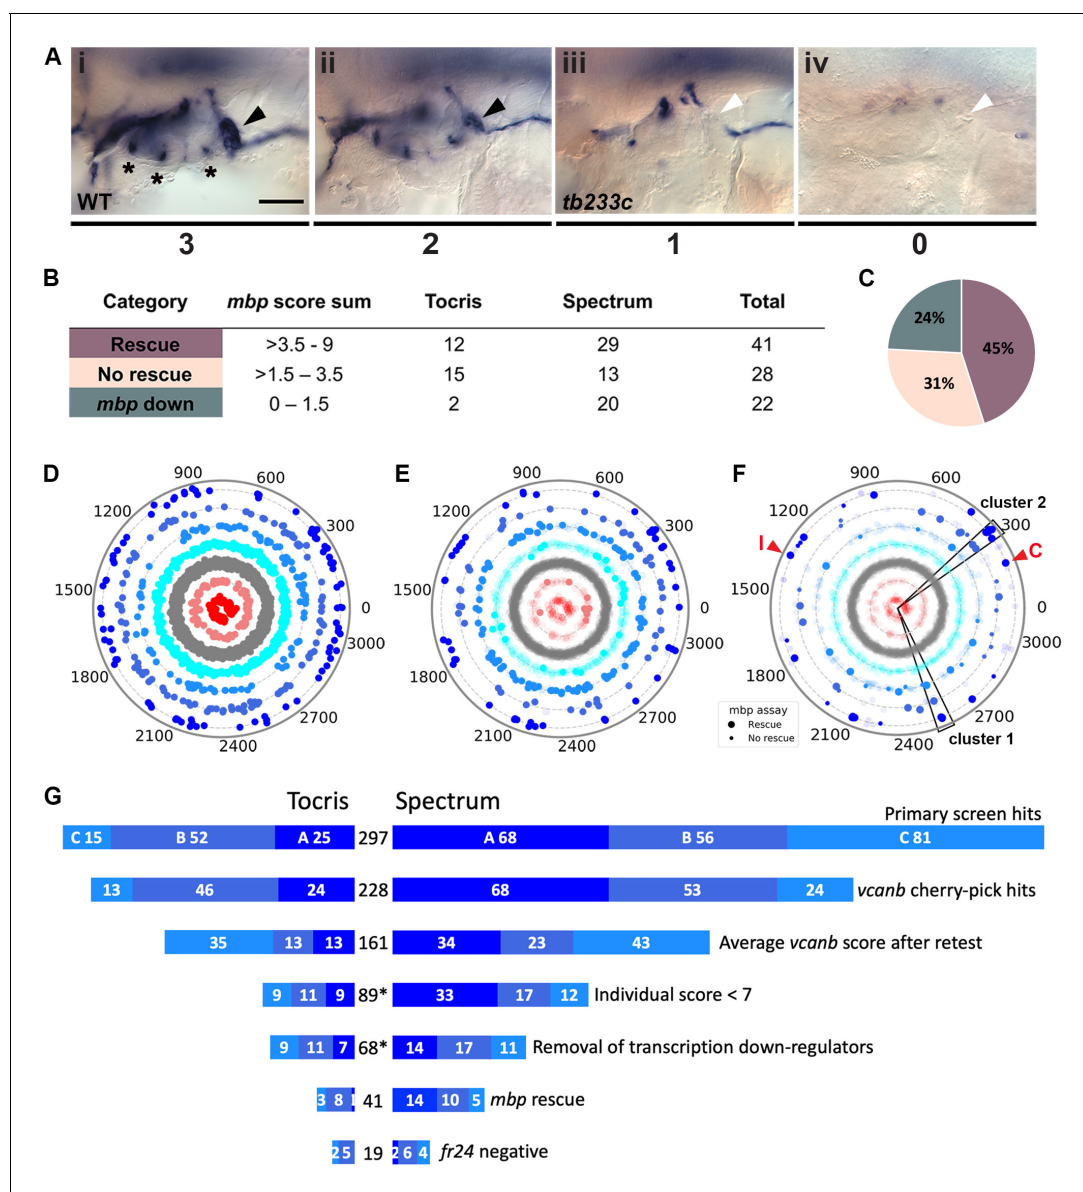 A
i
ii
iii
iv
*
*
*
WT
tb233c
3
2
1
0
B
Category mbp score sum Tocris Spectrum Total
Rescue >3.5 - 9 12 29 41
No rescue >1.5 – 3.5 15 13 28
mbp down 0 – 1.5 2 20 22
C
24%
45%
31%
D
0
300
600
900
1200
1500
1800
2100
2400
2700
3000
E
0
300
600
900
1200
1500
1800
2100
2400
2700
3000
F
0
300
600
900
1200
1500
1800
2100
2400
2700
3000
cluster 2
I
C
mbp assay
Rescue
No rescue
cluster 1
G
Tocris Spectrum
Primary screen hits
C 15 B 52 A 25 297 A 68 B 56 C 81
13 46 24 228 68 53 24 vcanb cherry-pick hits
35 13 13 161 34 23 43 Average vcanb score after retest
9 11 9 89* 33 17 12 Individual score < 7
9 11 7 68* 14 17 11 Removal of transcription down-regulators
3 8 1 41 14 10 5 mbp rescue
2 5 19 2 6 4 fr24 negative